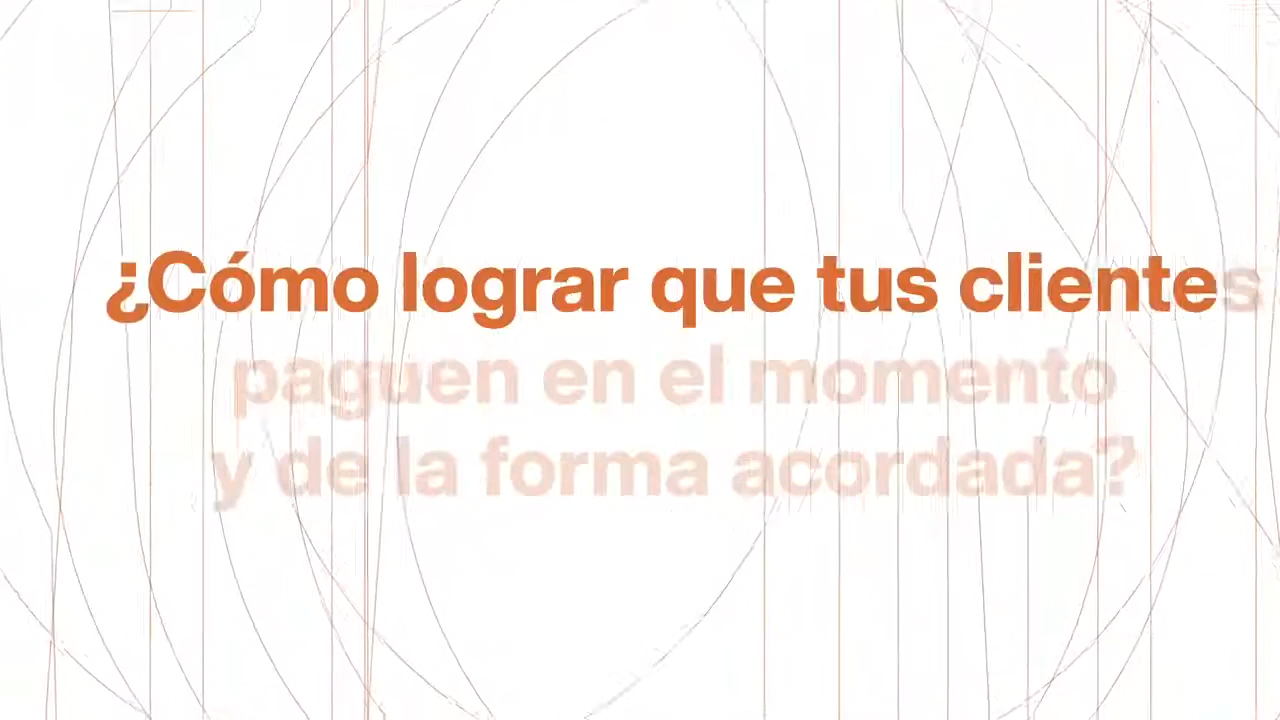 ¿Cómo lograr que tus clientes
paguen en el momento
y de la forma acordada?